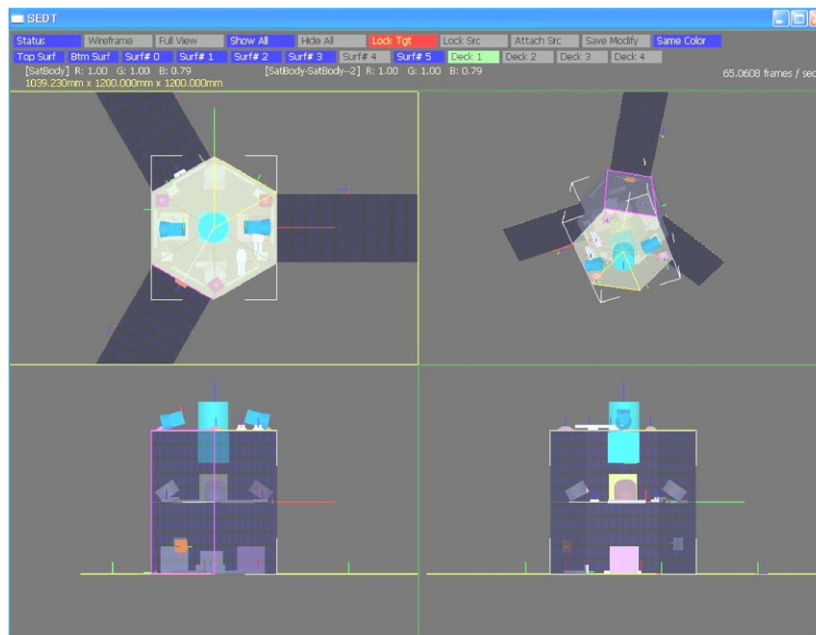 SEDT
Status Wireframe Full View Show All Hide All Lock Tgt Lock Src Attach Src Save Modify Same Color
Top Surf Btm Surf Surf# 0 Surf# 1 Surf# 2 Surf# 3 Surf# 4 Surf# 5 Deck 1 Deck 2 Deck 3 Deck 4
[SatBody] R: 1.00 G: 1.00 B: 0.79 [SatBody-SatBody--2] R: 1.00 G: 1.00 B: 0.79
65.0608 frames / sec
1039.230mm x 1200.000mm x 1200.000mm